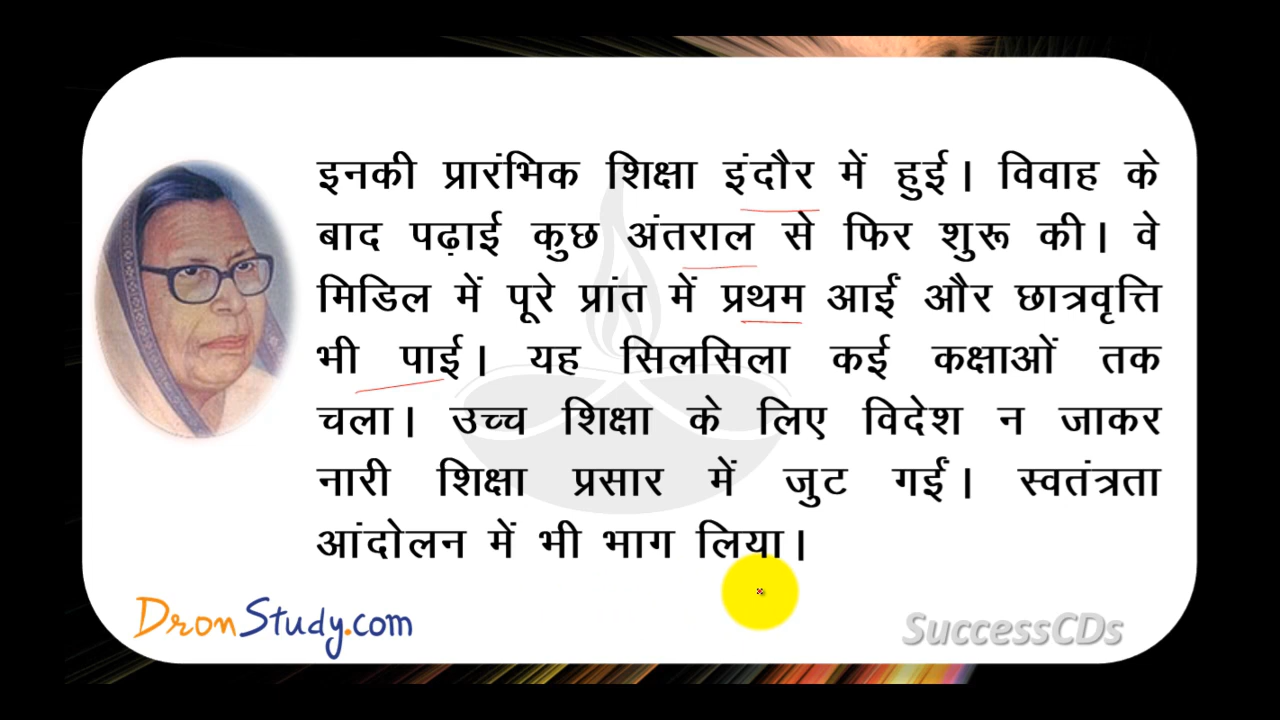 इनकी प्रारंभिक शिक्षा इंदौर में हुई। विवाह के
बाद पढ़ाई कुछ अंतराल से फिर शुरू की। वे
मिडिल में पूरे प्रांत में प्रथम आईं और छात्रवृत्ति
भी पाई। यह सिलसिला कई कक्षाओं तक
चला। उच्च शिक्षा के लिए विदेश न जाकर
नारी शिक्षा प्रसार में जुट गईं। स्वतंत्रता
आंदोलन में भी भाग लिया।
DronStudy.com
SuccessCDs